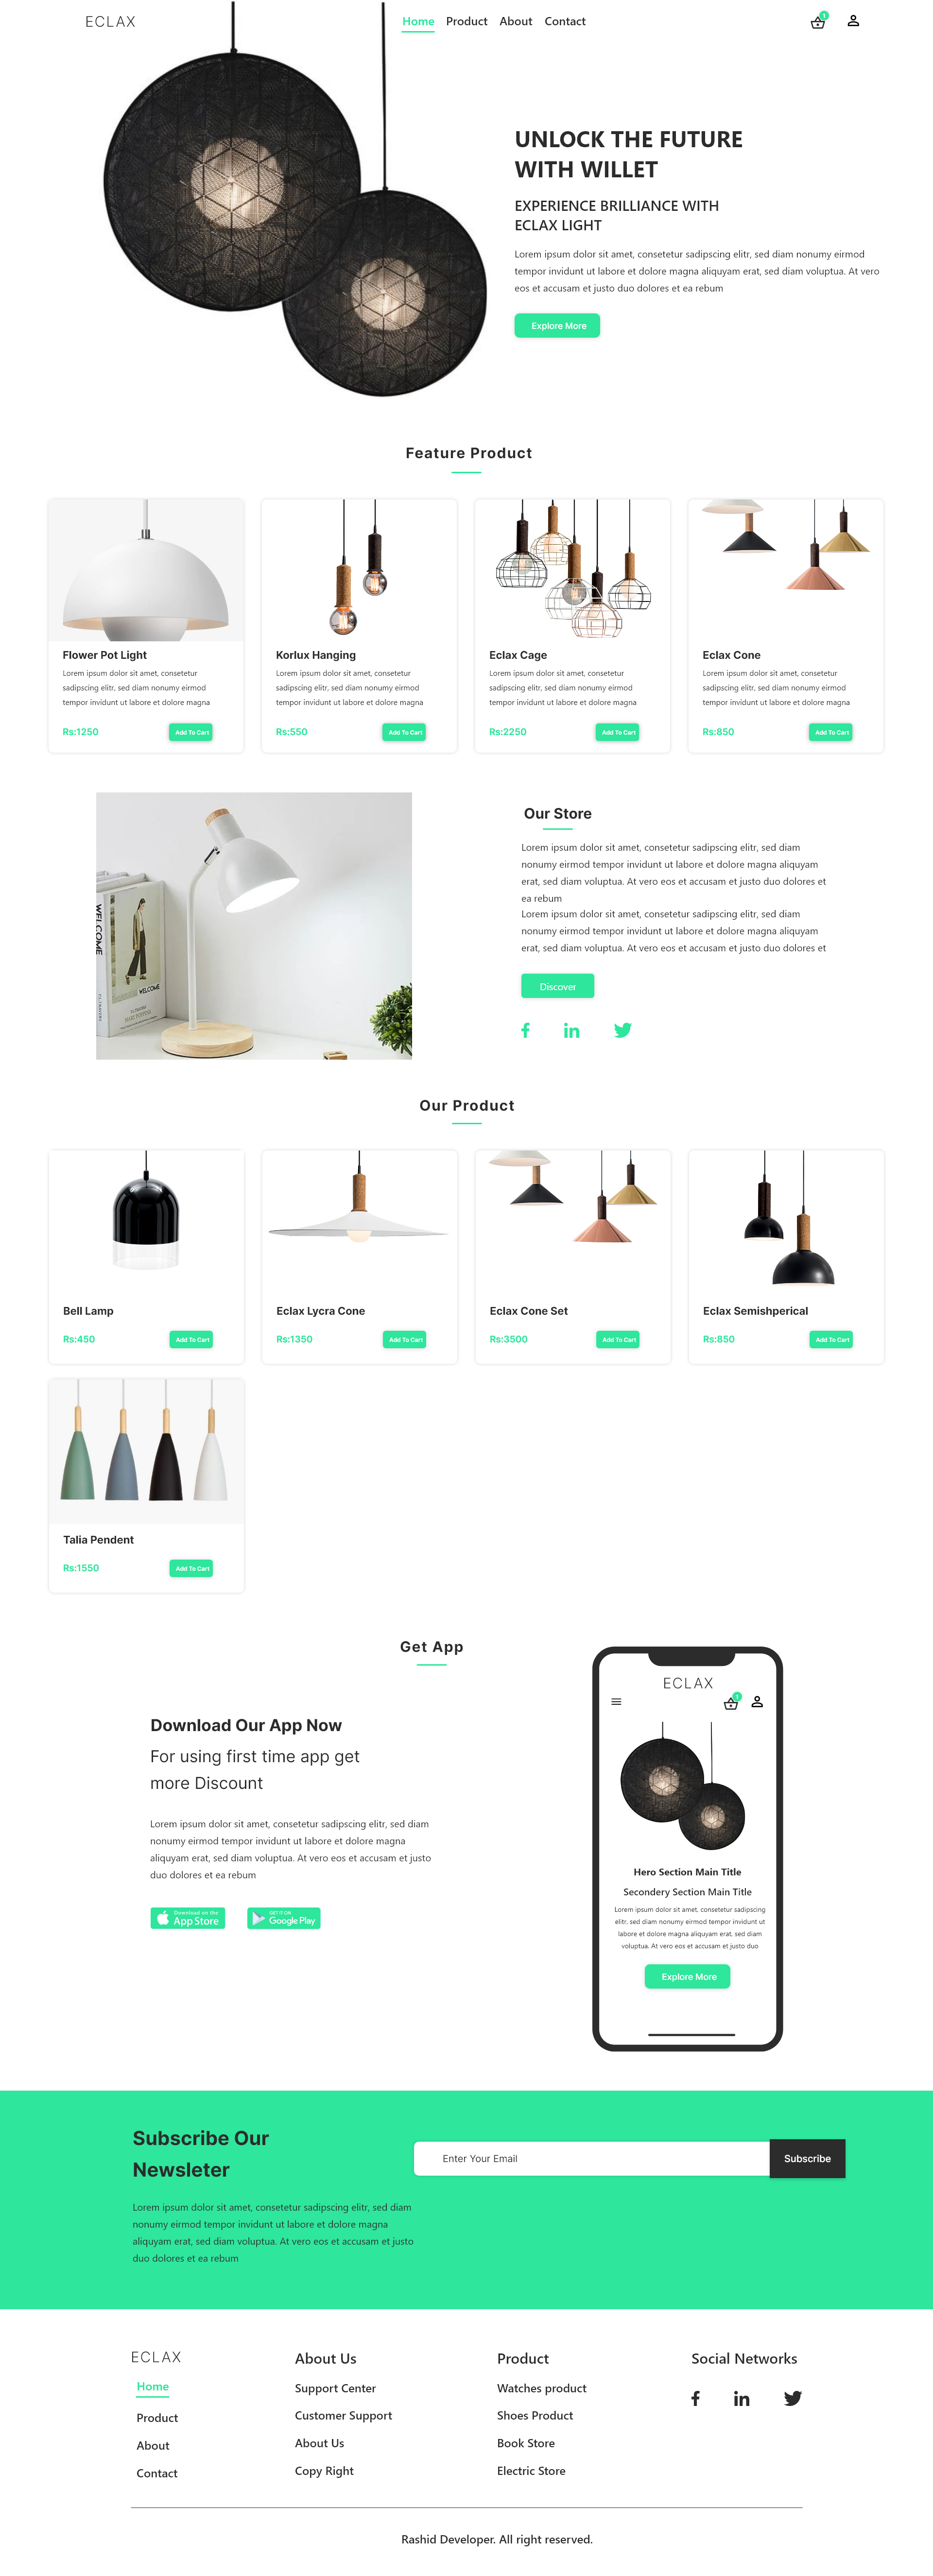 ECLAX
Home Product About Contact
1
UNLOCK THE FUTURE
WITH WILLET
EXPERIENCE BRILLIANCE WITH
ECLAX LIGHT
Lorem ipsum dolor sit amet, consetetur sadipscing elitr, sed diam nonumy eirmod
tempor invidunt ut labore et dolore magna aliquyam erat, sed diam voluptua. At vero
eos et accusam et justo duo dolores et ea rebum
Explore More
Feature Product
Flower Pot Light
Lorem ipsum dolor sit amet, consetetur
sadipscing elitr, sed diam nonumy eirmod
tempor invidunt ut labore et dolore magna
Rs:1250
Add To Cart
Korlux Hanging
Lorem ipsum dolor sit amet, consetetur
sadipscing elitr, sed diam nonumy eirmod
tempor invidunt ut labore et dolore magna
Rs:550
Add To Cart
Eclax Cage
Lorem ipsum dolor sit amet, consetetur
sadipscing elitr, sed diam nonumy eirmod
tempor invidunt ut labore et dolore magna
Rs:2250
Add To Cart
Eclax Cone
Lorem ipsum dolor sit amet, consetetur
sadipscing elitr, sed diam nonumy eirmod
tempor invidunt ut labore et dolore magna
Rs:850
Add To Cart
WELCOME
WELCOME
Our Store
Lorem ipsum dolor sit amet, consetetur sadipscing elitr, sed diam
nonumy eirmod tempor invidunt ut labore et dolore magna aliquyam
erat, sed diam voluptua. At vero eos et accusam et justo duo dolores et
ea rebum
Lorem ipsum dolor sit amet, consetetur sadipscing elitr, sed diam
nonumy eirmod tempor invidunt ut labore et dolore magna aliquyam
erat, sed diam voluptua. At vero eos et accusam et justo duo dolores et
Discover
Our Product
Bell Lamp
Rs:450
Add To Cart
Eclax Lycra Cone
Rs:1350
Add To Cart
Eclax Cone Set
Rs:3500
Add To Cart
Eclax Semishperical
Rs:850
Add To Cart
Talia Pendent
Rs:1550
Add To Cart
Get App
Download Our App Now
For using first time app get
more Discount
Lorem ipsum dolor sit amet, consetetur sadipscing elitr, sed diam
nonumy eirmod tempor invidunt ut labore et dolore magna
aliquyam erat, sed diam voluptua. At vero eos et accusam et justo
duo dolores et ea rebum
Download on the
App Store
GET IT ON
Google Play
ECLAX
1
Hero Section Main Title
Secondery Section Main Title
Lorem ipsum dolor sit amet, consetetur sadipscing
elitr, sed diam nonumy eirmod tempor invidunt ut
labore et dolore magna aliquyam erat, sed diam
voluptua. At vero eos et accusam et justo duo
Explore More
Subscribe Our
Newsleter
Lorem ipsum dolor sit amet, consetetur sadipscing elitr, sed diam
nonumy eirmod tempor invidunt ut labore et dolore magna
aliquyam erat, sed diam voluptua. At vero eos et accusam et justo
duo dolores et ea rebum
Enter Your Email
Subscribe
ECLAX
Home
Product
About
Contact
About Us
Support Center
Customer Support
About Us
Copy Right
Product
Watches product
Shoes Product
Book Store
Electric Store
Social Networks
Rashid Developer. All right reserved.